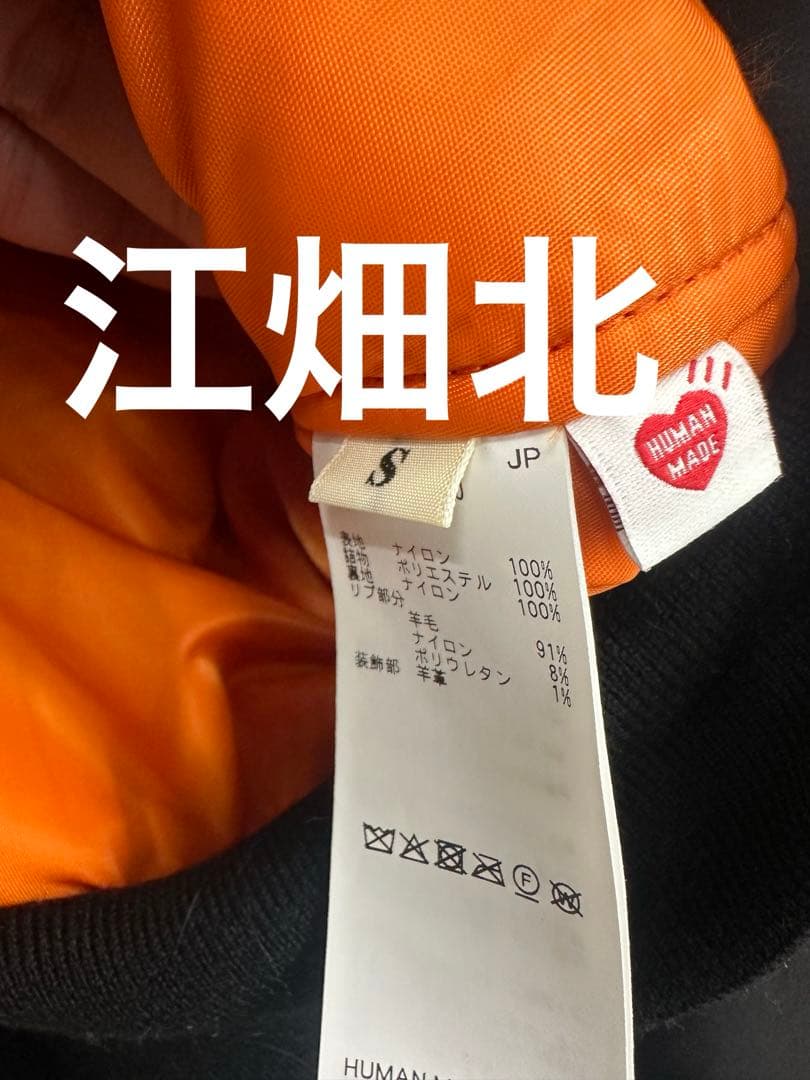 江畑北
S
JP
HUMAN
MADE
表地 ナイロン 100%
詰物 ポリエステル 100%
裏地 ナイロン 100%
リブ部分
羊毛 91%
ナイロン 8%
ポリウレタン 1%
装飾部 羊革
F
W
HUMAN